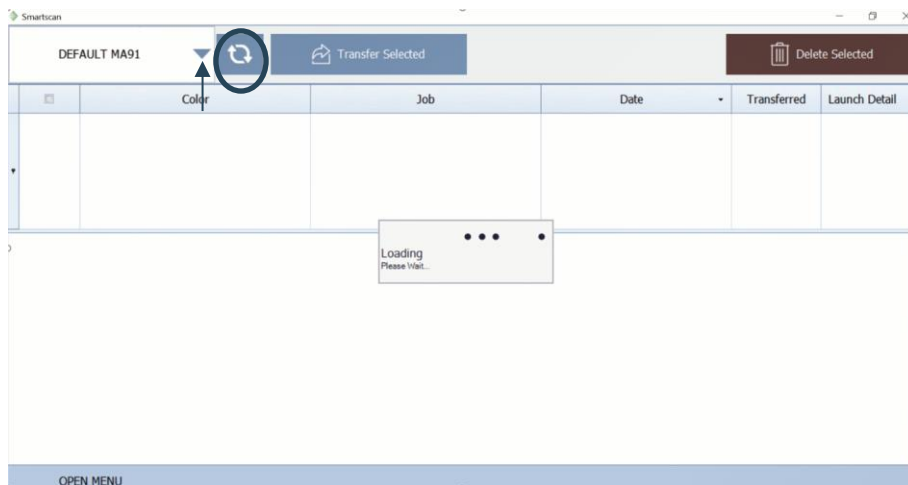 Smartscan
DEFAULT MA91
Transfer Selected
Delete Selected
Color Job Date Transferred Launch Detail
Loading
Please Wait...
OPEN MENU